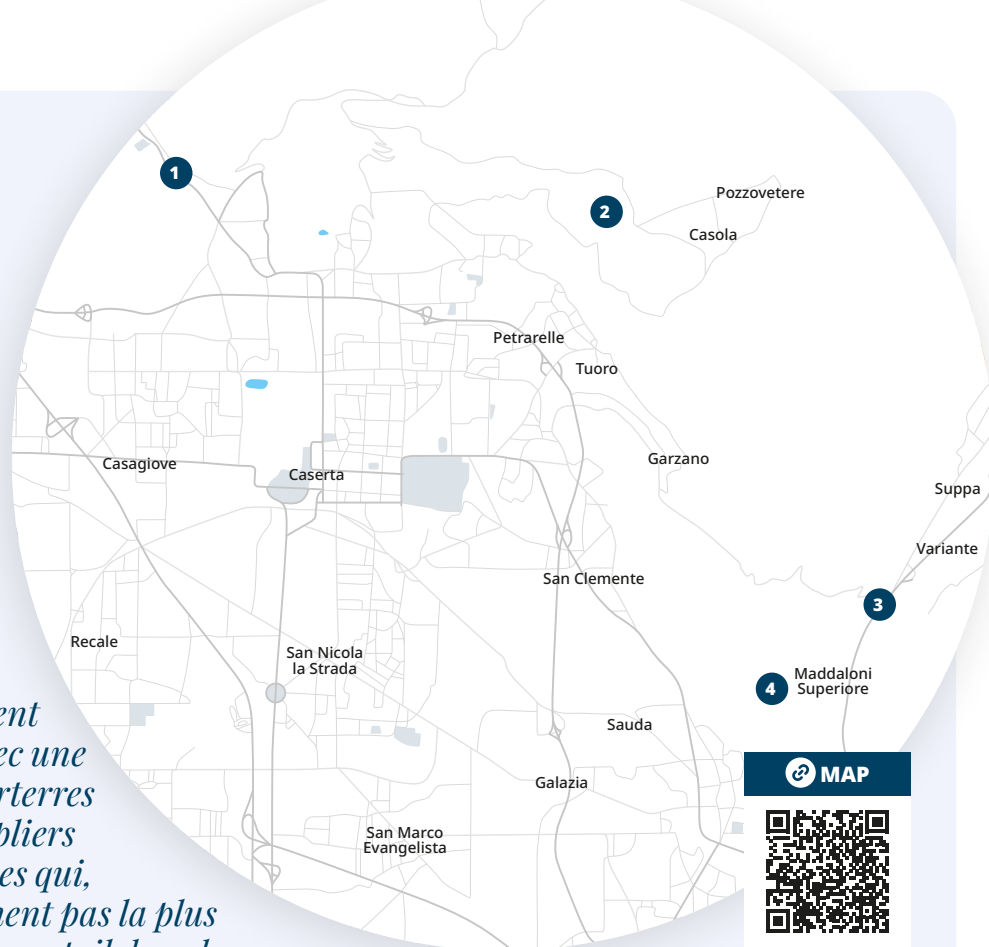 1
2
Pozzovetere
Casola
Petrarelle
Tuoro
Garzano
Casagiove
Caserta
Suppa
Variante
San Clemente
3
Recale
San Nicola
la Strada
4
Maddaloni
Superiore
Sauda
Galazia
San Marco
Evangelista
MAP
ent
ec une
rterres
pliers
es qui,
ent pas la plus